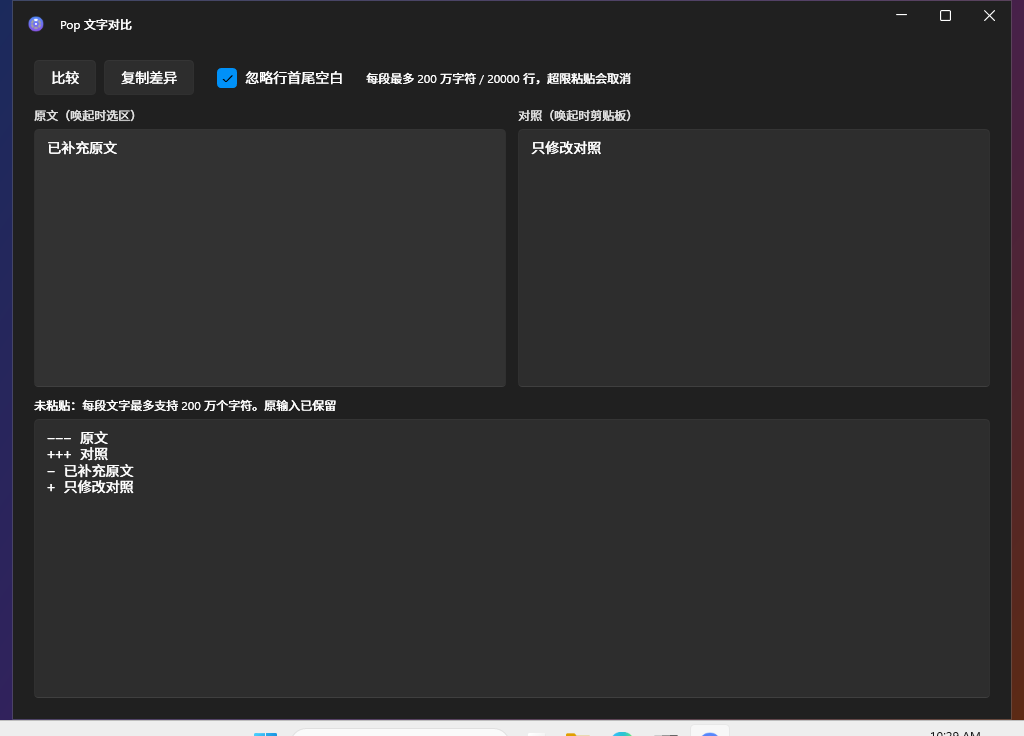 Pop 文字对比
比较 复制差异 忽略行首尾空白 每段最多 200 万字符 / 20000 行，超限粘贴会取消
原文（唤起时选区） 对照（唤起时剪贴板）
已补充原文 只修改对照
未粘贴：每段文字最多支持 200 万个字符。原输入已保留
--- 原文
+++ 对照
- 已补充原文
+ 只修改对照
10:29 AM